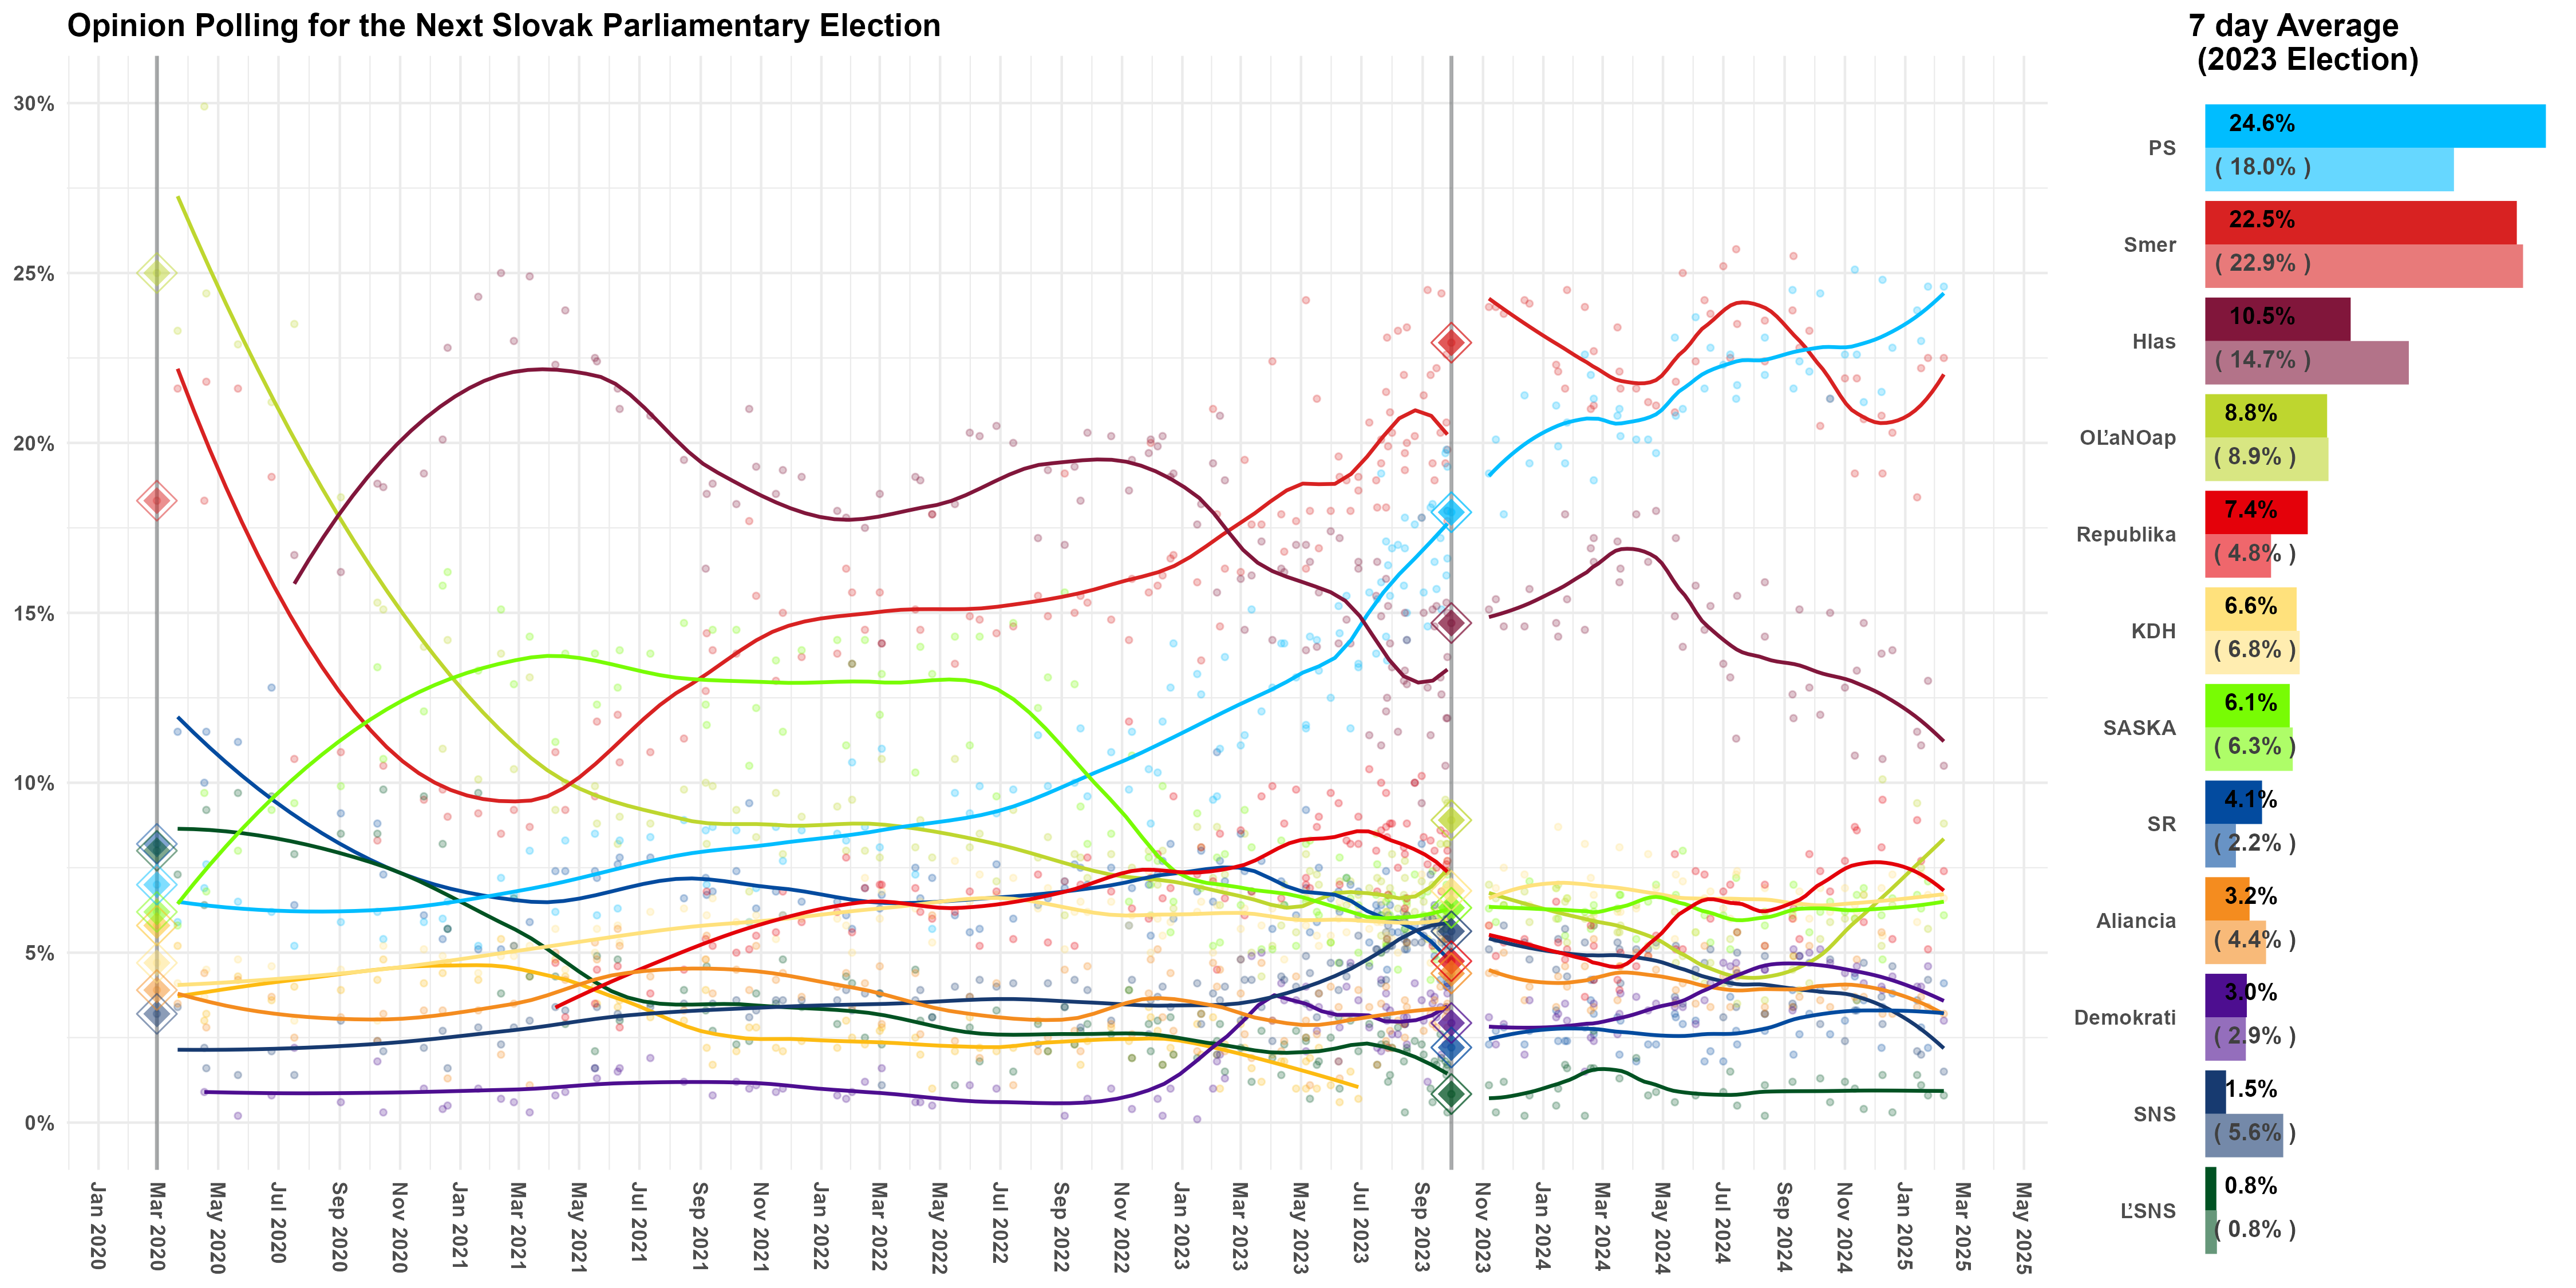 Opinion Polling for the Next Slovak Parliamentary Election
7 day Average
(2023 Election)
30%
25%
20%
15%
10%
5%
0%
Jan 2020
Mar 2020
May 2020
Jul 2020
Sep 2020
Nov 2020
Jan 2021
Mar 2021
May 2021
Jul 2021
Sep 2021
Nov 2021
Jan 2022
Mar 2022
May 2022
Jul 2022
Sep 2022
Nov 2022
Jan 2023
Mar 2023
May 2023
Jul 2023
Sep 2023
Nov 2023
Jan 2024
Mar 2024
May 2024
Jul 2024
Sep 2024
Nov 2024
Jan 2025
Mar 2025
May 2025
PS
24.6%
( 18.0% )
Smer
22.5%
( 22.9% )
Hlas
10.5%
( 14.7% )
OĽaNOap
8.8%
( 8.9% )
Republika
7.4%
( 4.8% )
KDH
6.6%
( 6.8% )
SASKA
6.1%
( 6.3% )
SR
4.1%
( 2.2% )
Aliancia
3.2%
( 4.4% )
Demokrati
3.0%
( 2.9% )
SNS
1.5%
( 5.6% )
ĽSNS
0.8%
( 0.8% )